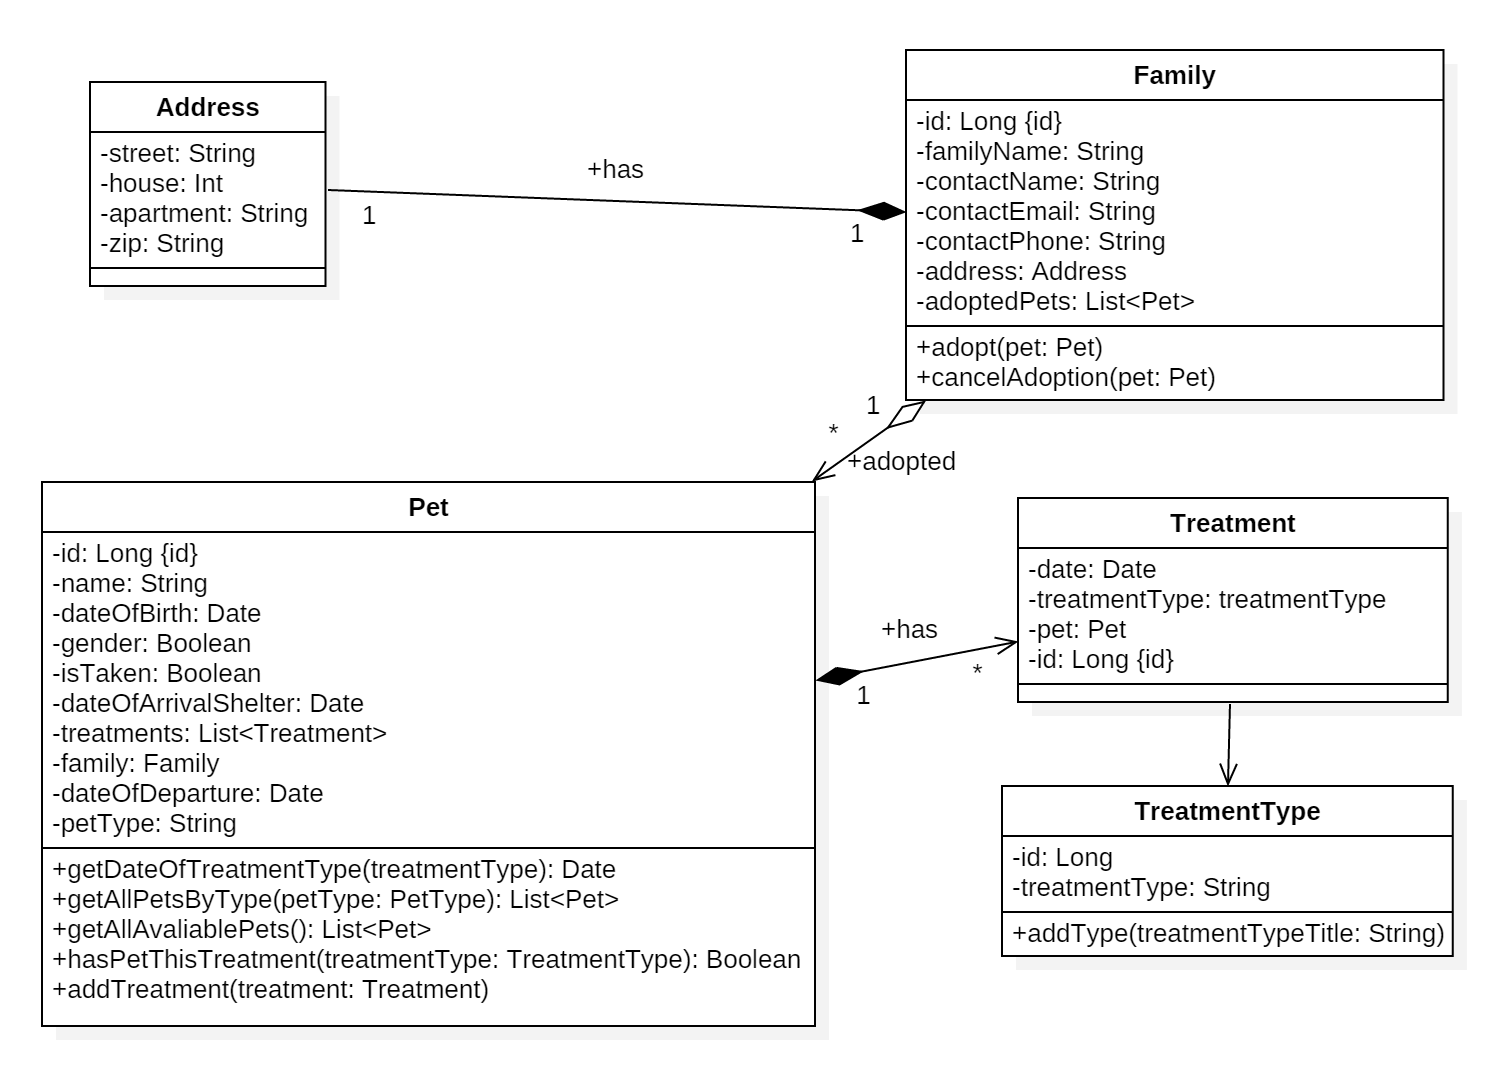 Address
-street: String
-house: Int
-apartment: String
-zip: String
+has
1
1
Family
-id: Long {id}
-familyName: String
-contactName: String
-contactEmail: String
-contactPhone: String
-address: Address
-adoptedPets: List<Pet>
+adopt(pet: Pet)
+cancelAdoption(pet: Pet)
1
*
+adopted
Pet
-id: Long {id}
-name: String
-dateOfBirth: Date
-gender: Boolean
-isTaken: Boolean
-dateOfArrivalShelter: Date
-treatments: List<Treatment>
-family: Family
-dateOfDeparture: Date
-petType: String
+getDateOfTreatmentType(treatmentType): Date
+getAllPetsByType(petType: PetType): List<Pet>
+getAllAvaliablePets(): List<Pet>
+hasPetThisTreatment(treatmentType: TreatmentType): Boolean
+addTreatment(treatment: Treatment)
+has
1
*
Treatment
-date: Date
-treatmentType: treatmentType
-pet: Pet
-id: Long {id}
TreatmentType
-id: Long
-treatmentType: String
+addType(treatmentTypeTitle: String)